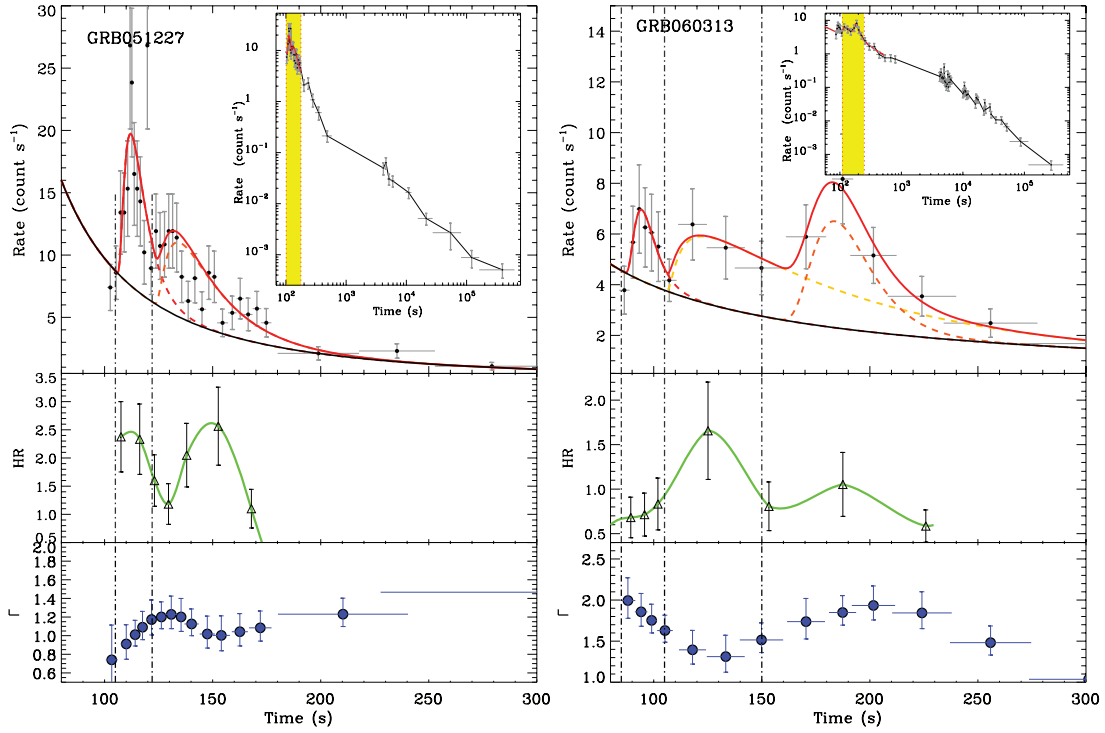 GRB051227
Rate (count s⁻¹)
30
25
20
15
10
5
Rate (count s⁻¹)
10
1
0.1
10⁻²
10⁻³
10² 10³ 10⁴ 10⁵
Time (s)
HR
3.5
3.0
2.5
2.0
1.5
1.0
0.5
Γ
2.0
1.8
1.6
1.4
1.2
1.0
0.8
0.6
100 150 200 250 300
Time (s)
GRB060313
Rate (count s⁻¹)
14
12
10
8
6
4
2
Rate (count s⁻¹)
10
1
0.1
10⁻²
10⁻³
10² 10³ 10⁴ 10⁵
Time (s)
HR
2.0
1.5
1.0
0.5
Γ
2.5
2.0
1.5
1.0
100 150 200 250 300
Time (s)